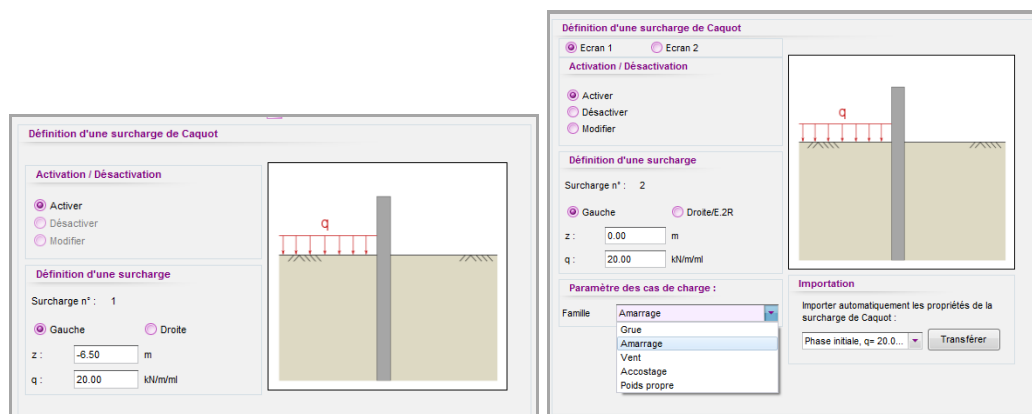 Définition d'une surcharge de Caquot
Activation / Désactivation
Activer
Désactiver
Modifier
Définition d'une surcharge
Surcharge n° : 1
Gauche Droite
z : -6.50 m
q : 20.00 kN/m/ml
q
Définition d'une surcharge de Caquot
Ecran 1 Ecran 2
Activation / Désactivation
Activer
Désactiver
Modifier
Définition d'une surcharge
Surcharge n° : 2
Gauche Droite/E.2R
z : 0.00 m
q : 20.00 kN/m/ml
Paramètre des cas de charge :
Famille Amarrage
Grue
Amarrage
Vent
Accostage
Poids propre
q
Importation
Importer automatiquement les propriétés de la
surcharge de Caquot :
Phase initiale, q= 20.0... Transférer